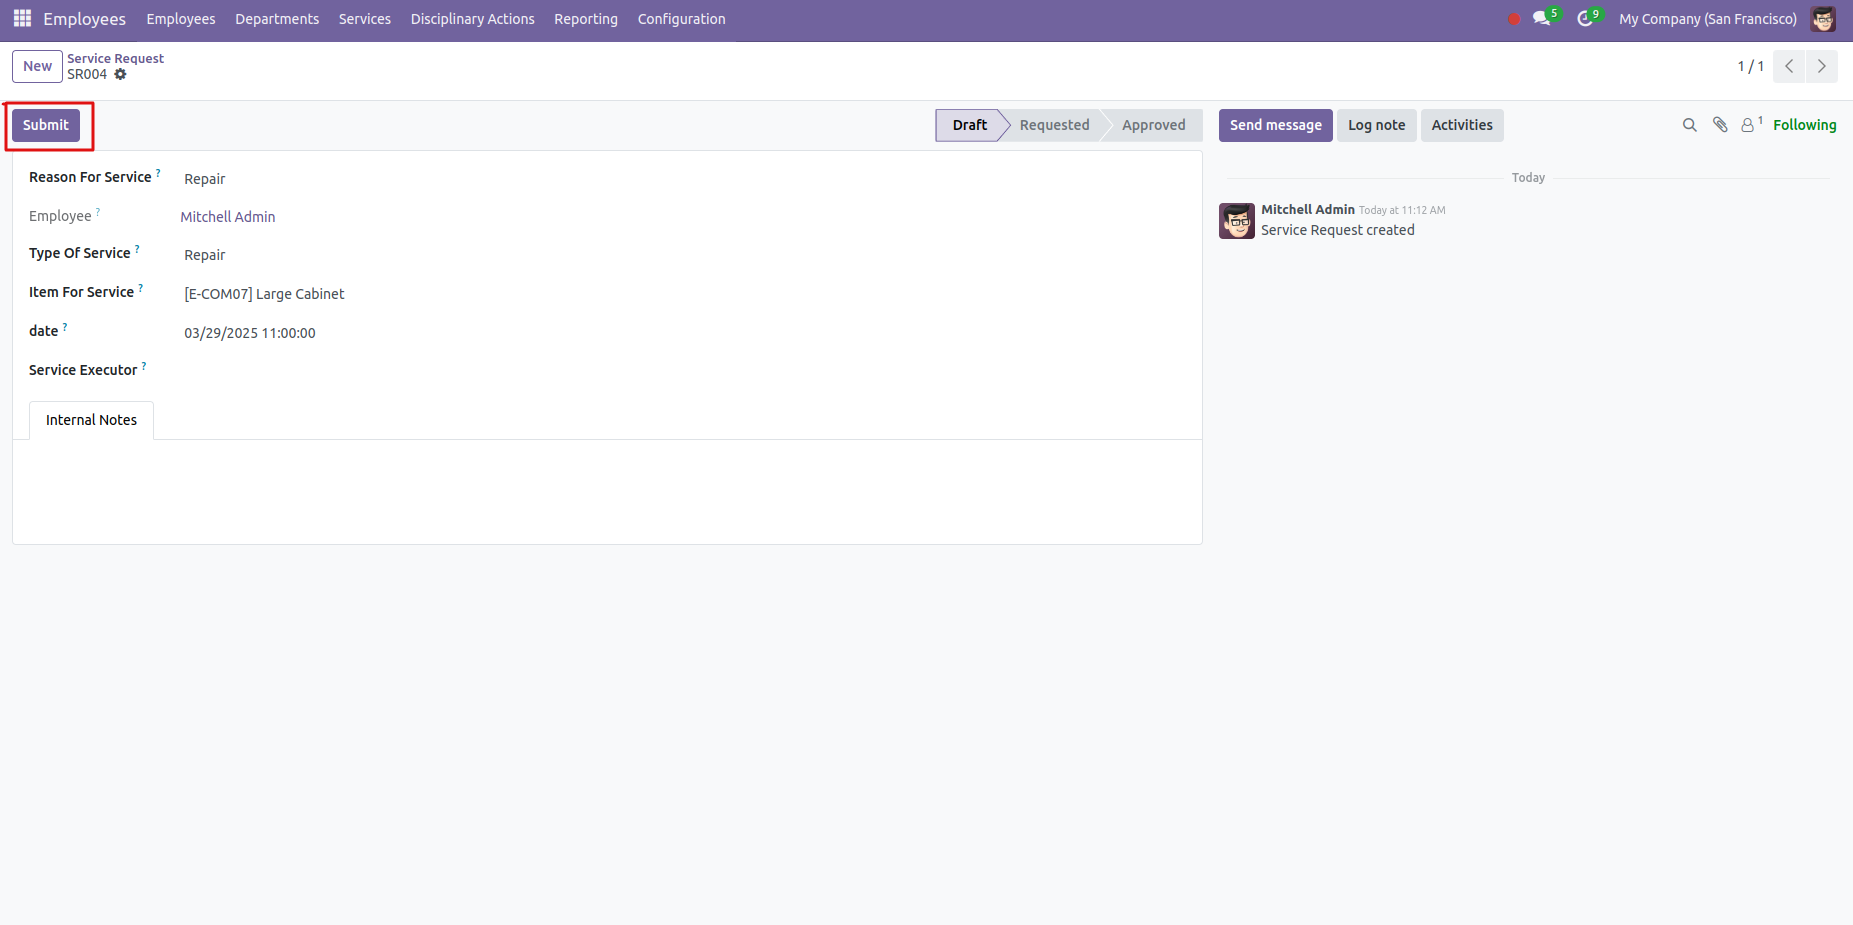 Employees Employees Departments Services Disciplinary Actions Reporting Configuration 5 9 My Company (San Francisco)
New Service Request
SR004
1 / 1
Submit Draft Requested Approved Send message Log note Activities 1 Following
Reason For Service ? Repair
Employee ? Mitchell Admin
Type Of Service ? Repair
Item For Service ? [E-COM07] Large Cabinet
date ? 03/29/2025 11:00:00
Service Executor ?
Internal Notes
Today
Mitchell Admin Today at 11:12 AM
Service Request created